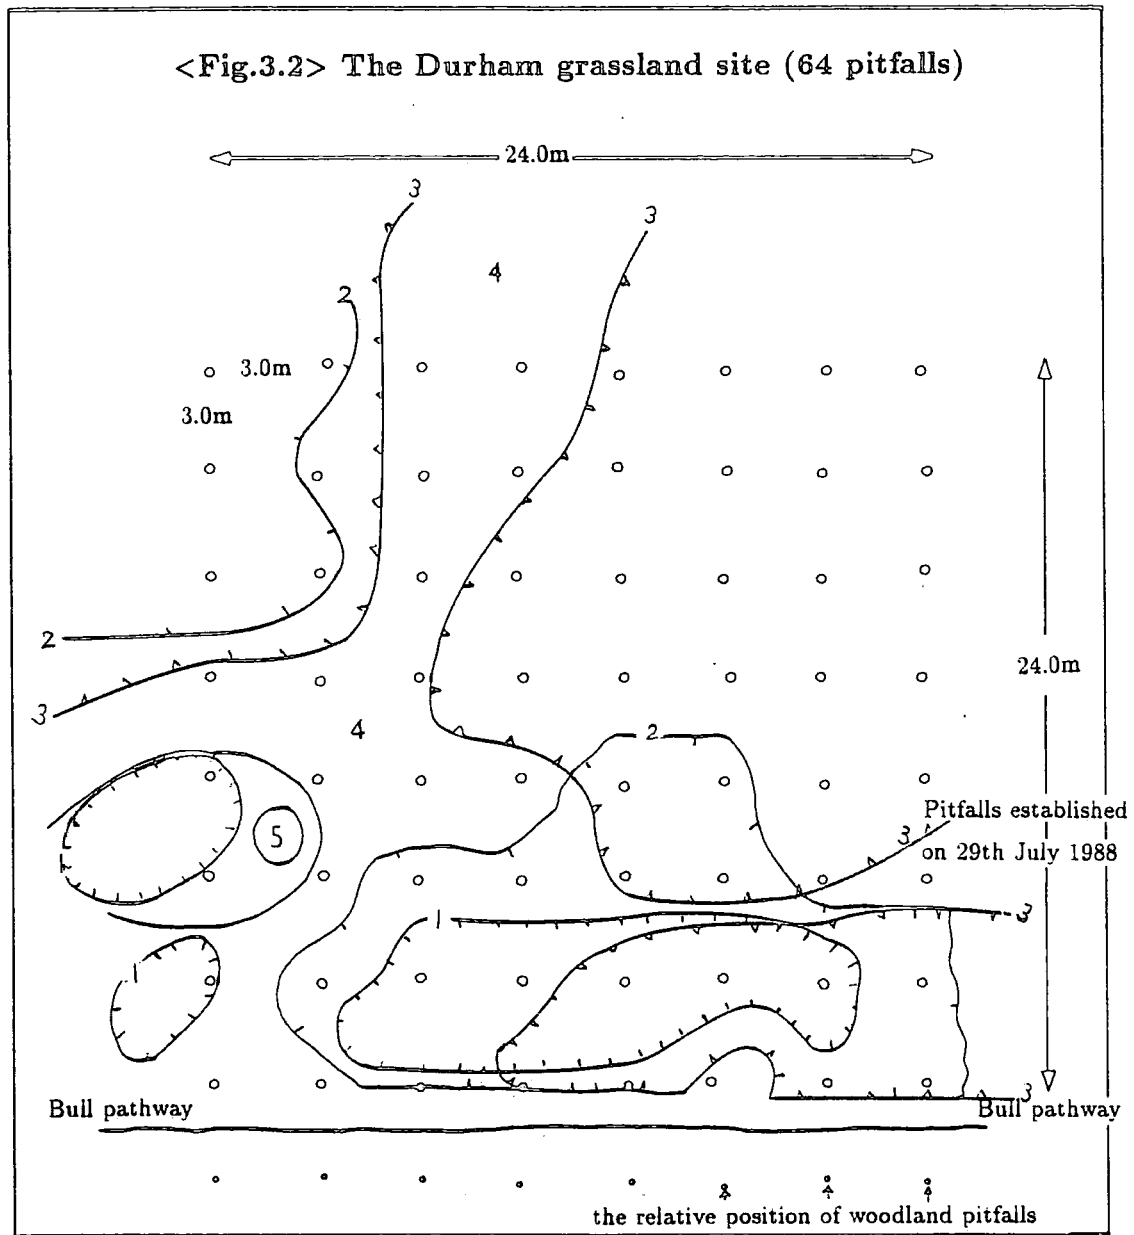 <Fig.3.2> The Durham grassland site (64 pitfalls)
24.0m
3
3
4
2
3.0m
3.0m
2
24.0m
3
4
2
Pitfalls established
3
on 29th July 1988
5
1
3
1
3
Bull pathway
Bull pathway
the relative position of woodland pitfalls